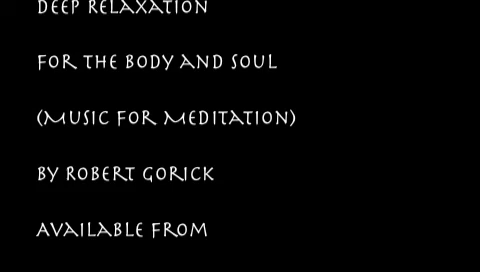 Deep Relaxation
For the Body and Soul
(Music for Meditation)
By Robert Gorick
Available from